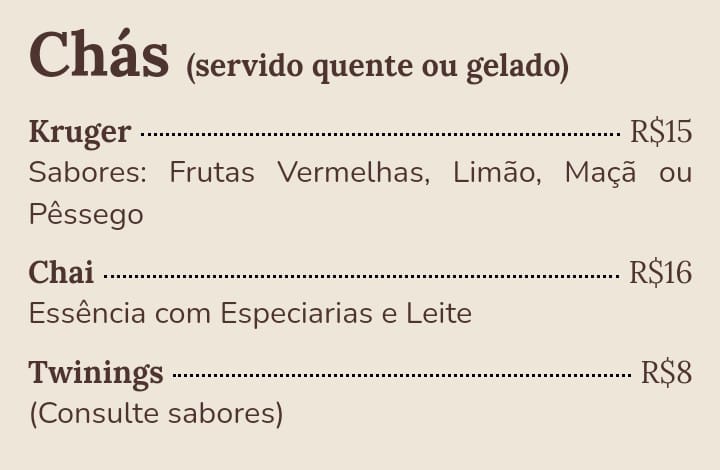 Chás (servido quente ou gelado)
Kruger R$15
Sabores: Frutas Vermelhas, Limão, Maçã ou
Pêssego
Chai R$16
Essência com Especiarias e Leite
Twinings R$8
(Consulte sabores)